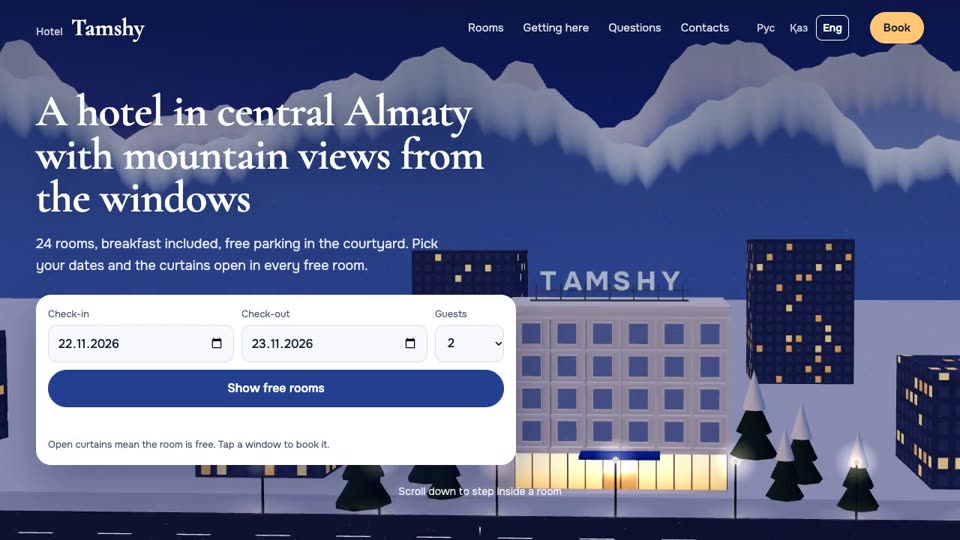 Hotel Tamshy
Rooms Getting here Questions Contacts Рус Қаз Eng Book
A hotel in central Almaty
with mountain views from
the windows
24 rooms, breakfast included, free parking in the courtyard. Pick
your dates and the curtains open in every free room.
TAMSHY
Check-in Check-out Guests
22.11.2026 23.11.2026 2
Show free rooms
Open curtains mean the room is free. Tap a window to book it.
Scroll down to step inside a room